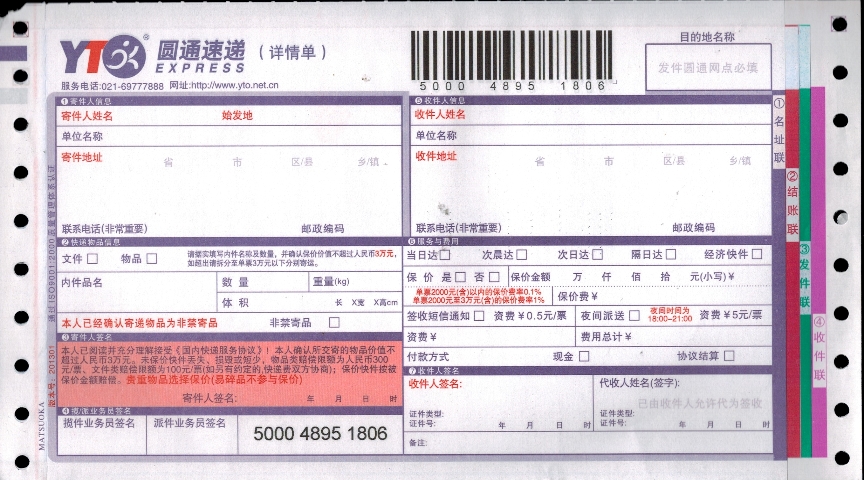 YTO ® 圆通速递 (详情单)
EXPRESS
服务电话:021-69777888 网址:http://www.yto.net.cn
5000 4895 1806
目的地名称
发件圆通网点必填
①寄件人信息
寄件人姓名 始发地
单位名称
寄件地址 省 市 区/县 乡/镇
联系电话(非常重要) 邮政编码
⑤收件人信息
收件人姓名
单位名称
收件地址 省 市 区/县 乡/镇
联系电话(非常重要) 邮政编码
②快递物品信息
文件 物品 请据实填写内件名称及数量,并确认保价价值不超过人民币3万元,
如超出请拆分至单票3万元以下分别寄运。
内件品名 数 量 重量(kg)
体 积 长 X宽 X高cm
本人已经确认寄递物品为非禁寄品 非禁寄品
③寄件人签名
本人已阅读并充分理解接受《国内快递服务协议》!本人确认所交寄的物品价值不
超过人民币3万元。未保价快件丢失、损毁或短少,物品类赔偿限额为人民币300
元/票、文件类赔偿限额为100元/票(如另有约定的,快递费双方协商);保价快件按被
保价金额赔偿。贵重物品选择保价(易碎品不参与保价)
寄件人签名: 年 月 日 时
④揽/派业务员签名
揽件业务员签名 派件业务员签名 5000 4895 1806
⑥服务与费用
当日达 次晨达 次日达 隔日达 经济快件
保 价 是 否 保价金额 万 仟 佰 拾 元(小写)¥
单票2000元(含)以内的保价费率0.1%
单票2000元至3万元(含)的保价费率1% 保价费¥
签收短信通知 资费¥0.5元/票 夜间派送 夜间时间为
18:00-21:00 资费¥5元/票
资费¥ 费用总计¥
付款方式 现金 协议结算
⑦收件人签名
收件人签名: 代收人姓名(签字):
已由收件人允许代为签收
证件类型: 证件类型:
证件号: 年 月 日 时 证件号: 年 月 日 时
备注:
①名址联
②结账联
③发件联
④收件联
通过ISO9001:2000质量管理体系认证
版本号:201301
MATSUOKA